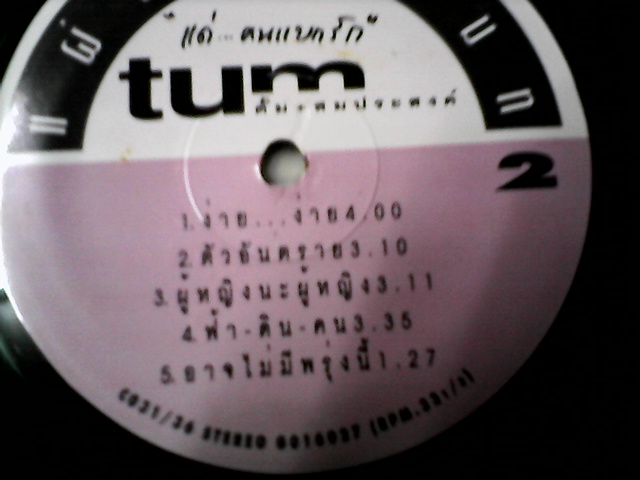 "แด่...คนแบกรัก"
tum
ตุ้ม+สมประสงค์
2
1.ง่าย...ง่าย4.00
2.ตัวอันตราย3.10
3.ผู้หญิงนะผู้หญิง3.11
4.ฟ้า-ดิน-คน3.35
5.อาจไม่มีพรุ่งนี้1.27
STEREO